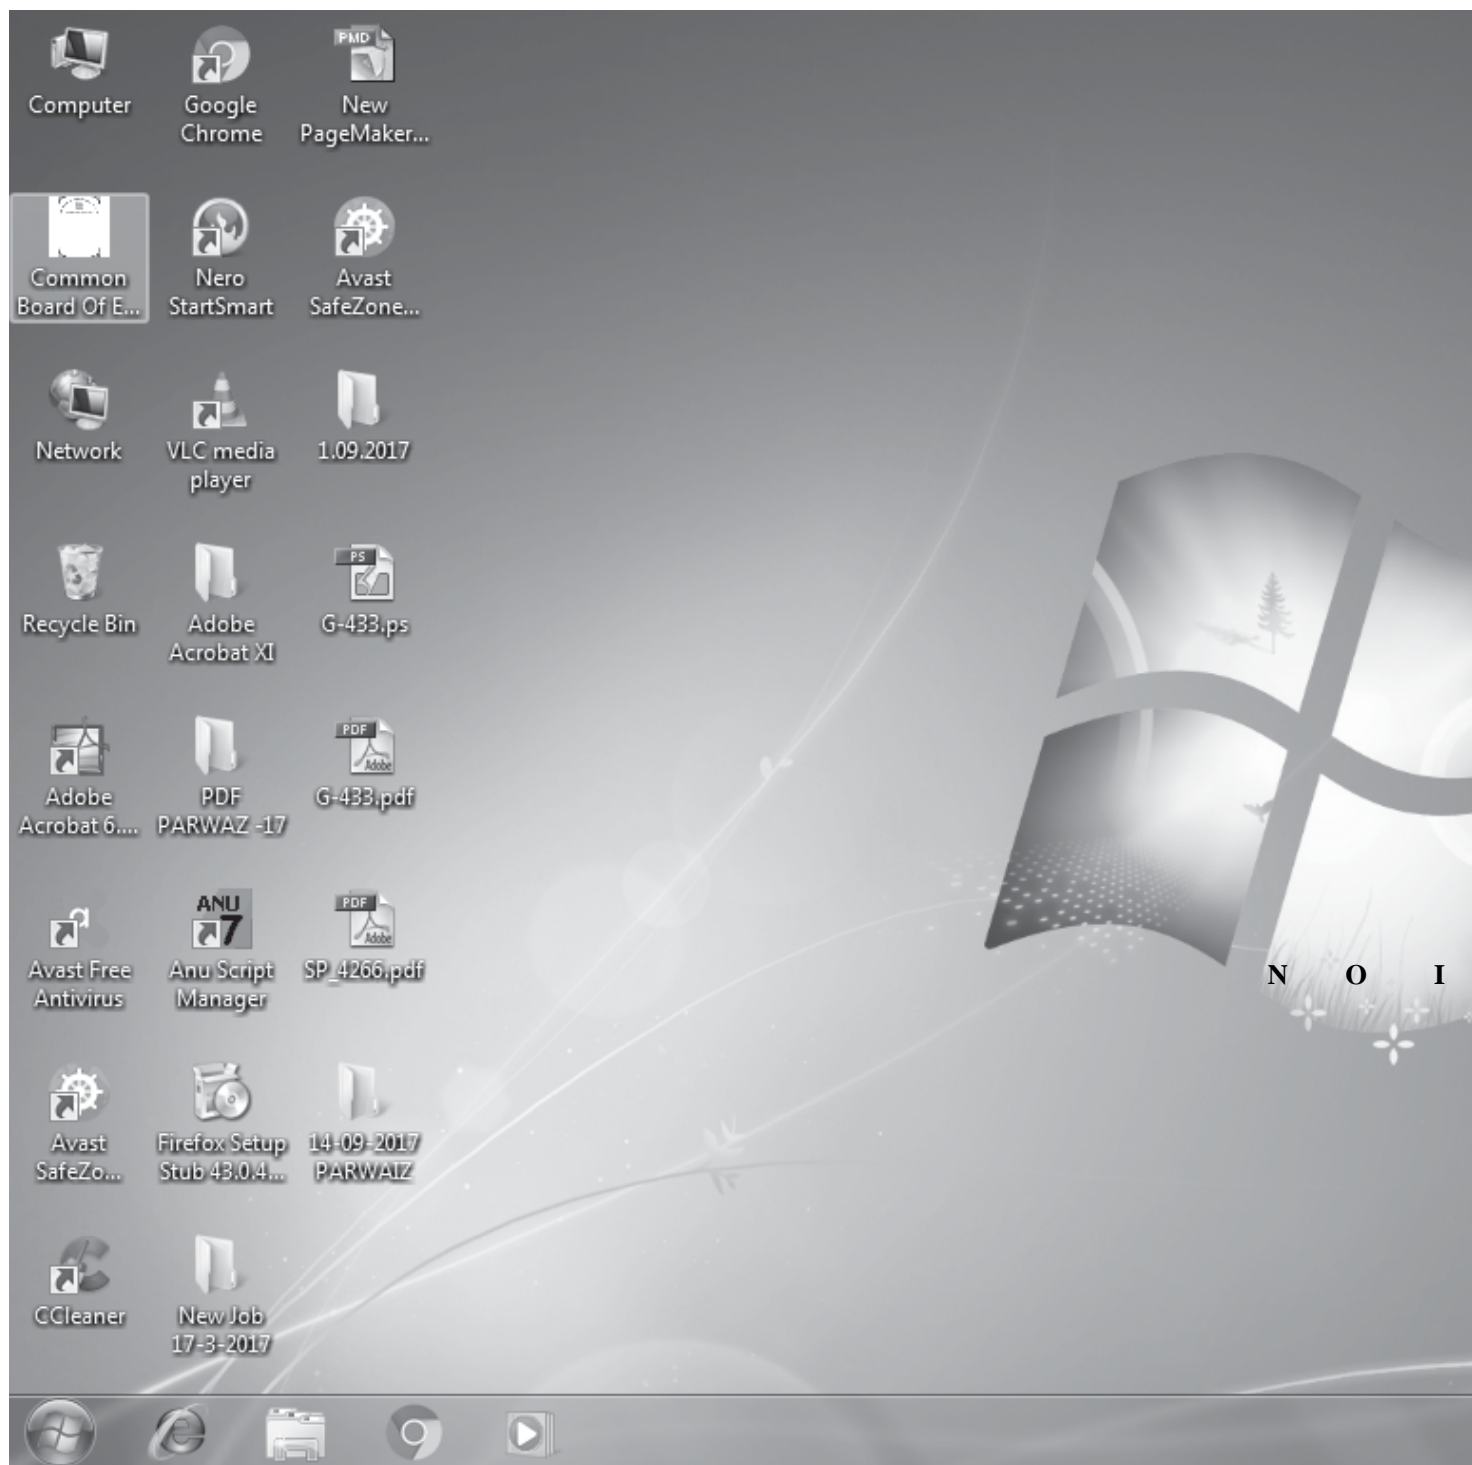 Computer
Google
Chrome
PMD
New
PageMaker...
Common
Board Of E...
Nero
StartSmart
Avast
SafeZone...
Network
VLC media
player
1.09.2017
Recycle Bin
Adobe
Acrobat XI
PS
G-433.ps
Adobe
Acrobat 6....
PDF
PARWAZ -17
PDF
Adobe
G-433.pdf
a
Avast Free
Antivirus
ANU
7
Anu Script
Manager
PDF
Adobe
SP_4266.pdf
N O I
Avast
SafeZo...
Firefox Setup
Stub 43.0.4...
14-09-2017
PARWAIZ
CCleaner
New Job
17-3-2017